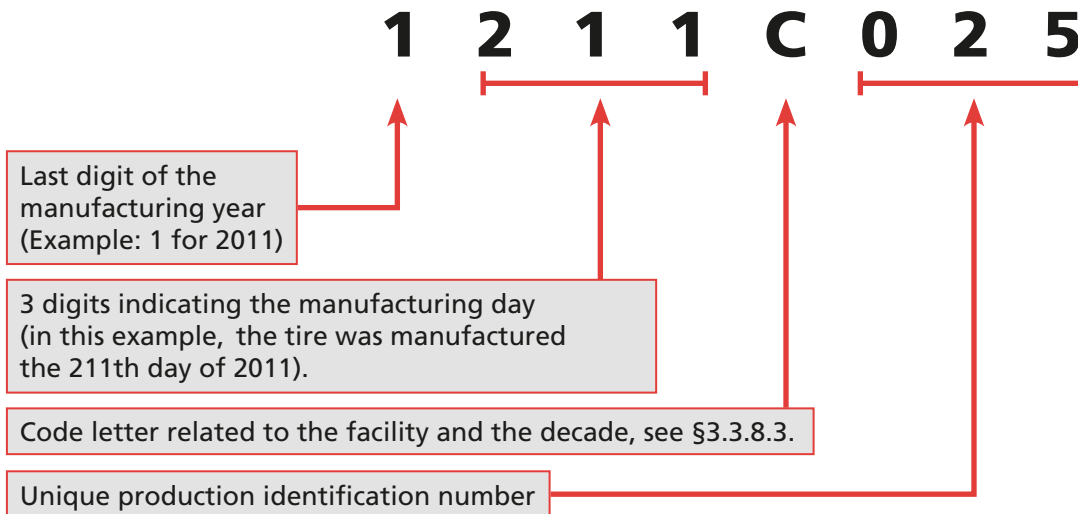 1 2 1 1 C 0 2 5
Last digit of the
manufacturing year
(Example: 1 for 2011)
3 digits indicating the manufacturing day
(in this example, the tire was manufactured
the 211th day of 2011).
Code letter related to the facility and the decade, see §3.3.8.3.
Unique production identification number